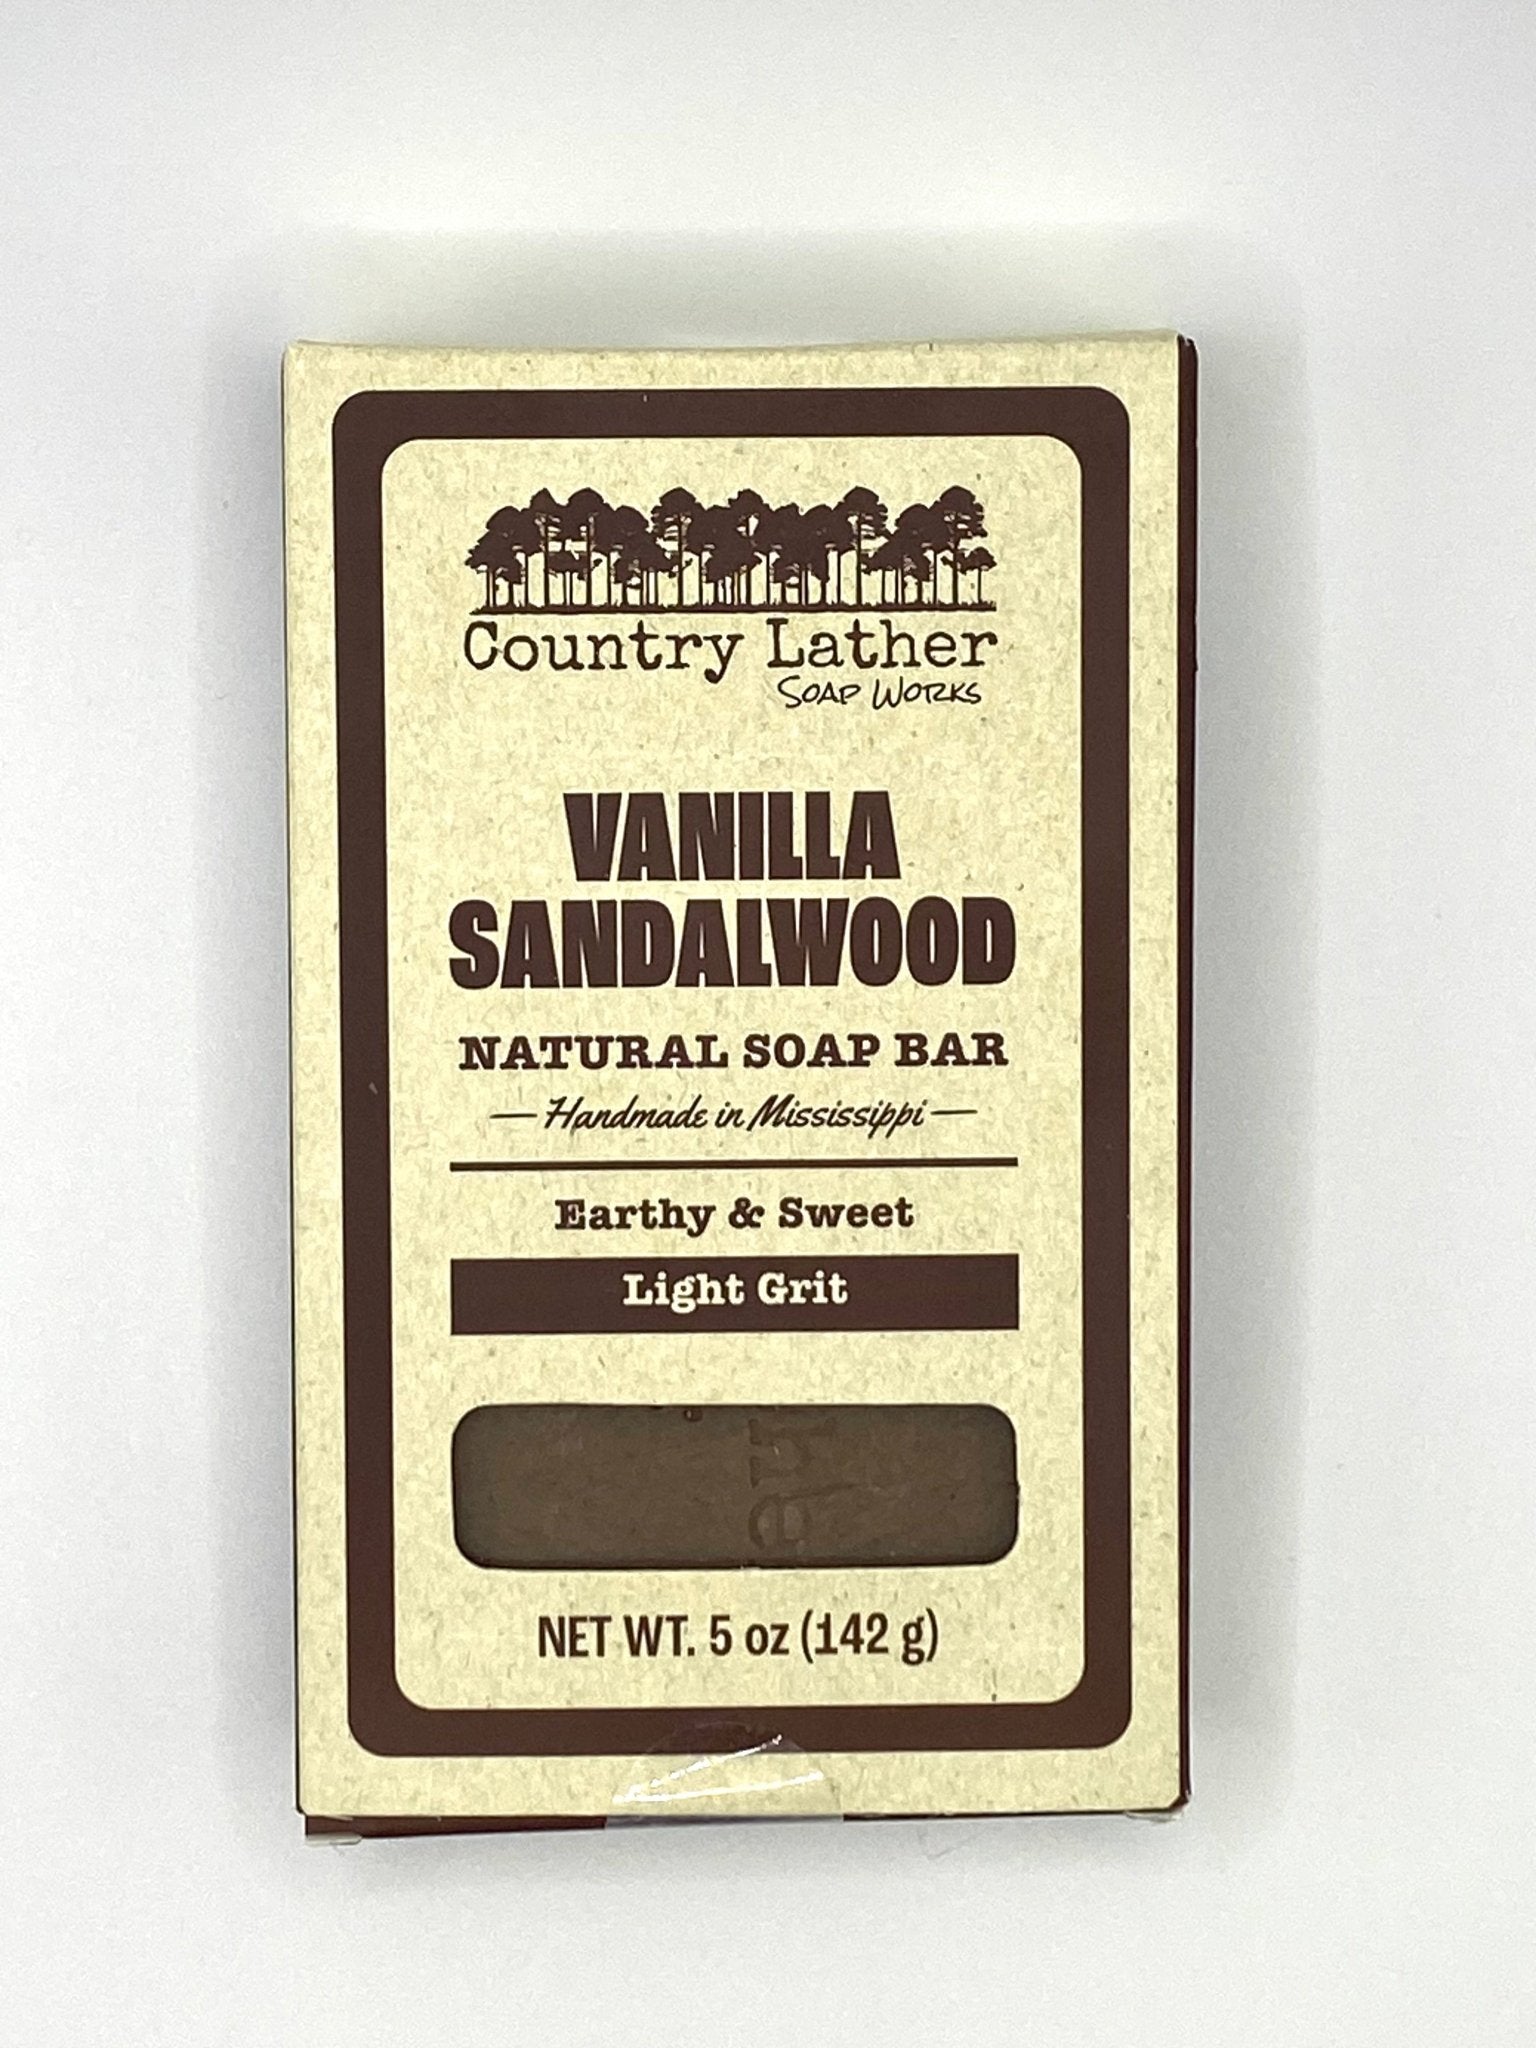 Country Lather
SOAP WORKS
VANILLA
SANDALWOOD
NATURAL SOAP BAR
— Handmade in Mississippi —
Earthy & Sweet
Light Grit
NET WT. 5 oz (142 g)